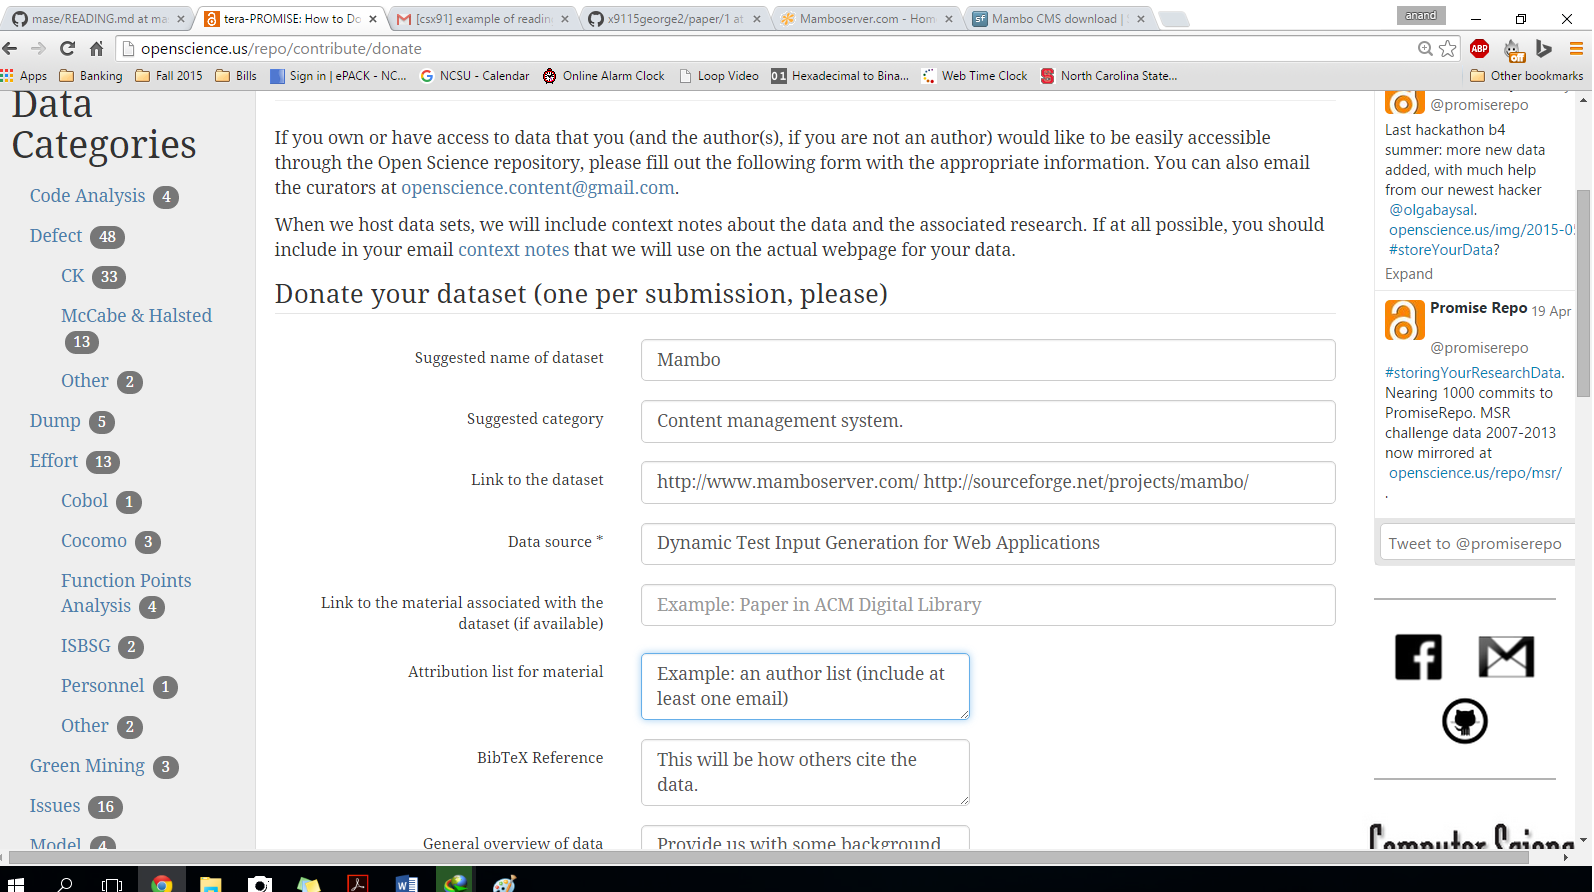 READING.md at ma
tera-PROMISE: How to Do
[csx91] example of readin
x9115george2/paper/1 at
Mamboserver.com - Hom
Mambo CMS download | S
anand
openscience.us/repo/contribute/donate
Apps
Banking
Fall 2015
Bills
Sign in | ePACK - NC...
NCSU - Calendar
Online Alarm Clock
Loop Video
Hexadecimal to Bina...
Web Time Clock
North Carolina State...
Other bookmarks
Data
Categories
Code Analysis 4
Defect 48
CK 33
McCabe & Halsted
13
Other 2
Dump 5
Effort 13
Cobol 1
Cocomo 3
Function Points
Analysis 4
ISBSG 2
Personnel 1
Other 2
Green Mining 3
Issues 16
Model 4
If you own or have access to data that you (and the author(s), if you are not an author) would like to be easily accessible
through the Open Science repository, please fill out the following form with the appropriate information. You can also email
the curators at openscience.content@gmail.com.
When we host data sets, we will include context notes about the data and the associated research. If at all possible, you should
include in your email context notes that we will use on the actual webpage for your data.
Donate your dataset (one per submission, please)
Suggested name of dataset
Mambo
Suggested category
Content management system.
Link to the dataset
http://www.mamboserver.com/ http://sourceforge.net/projects/mambo/
Data source *
Dynamic Test Input Generation for Web Applications
Link to the material associated with the
dataset (if available)
Example: Paper in ACM Digital Library
Attribution list for material
Example: an author list (include at
least one email)
BibTeX Reference
This will be how others cite the
data.
General overview of data
Provide us with some background
@promiserepo
Last hackathon b4
summer: more new data
added, with much help
from our newest hacker
@olgabaysal.
openscience.us/img/2015-05
#storeYourData?
Expand
Promise Repo 19 Apr
@promiserepo
#storingYourResearchData.
Nearing 1000 commits to
PromiseRepo. MSR
challenge data 2007-2013
now mirrored at
openscience.us/repo/msr/
.
Tweet to @promiserepo
Computer Scienc